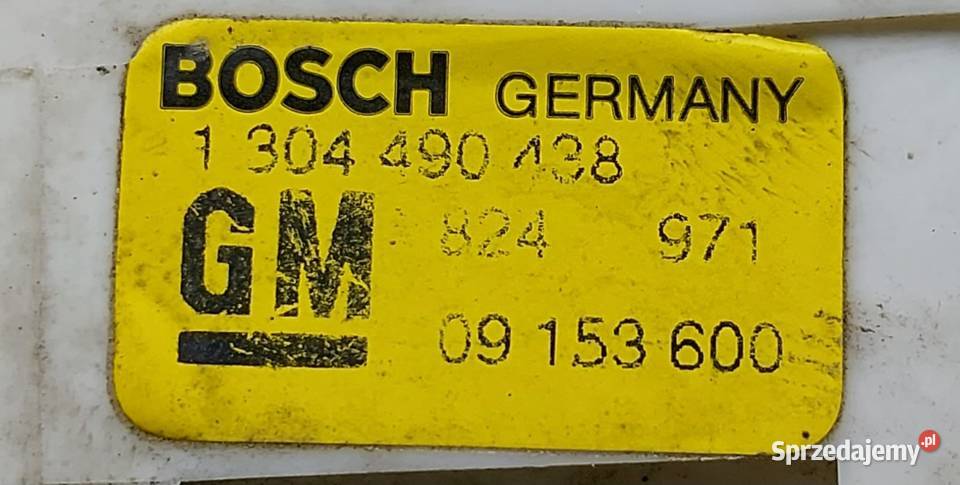 BOSCH GERMANY
1 304 490 438
GM 824 971
09 153 600
Sprzedajemy.pl